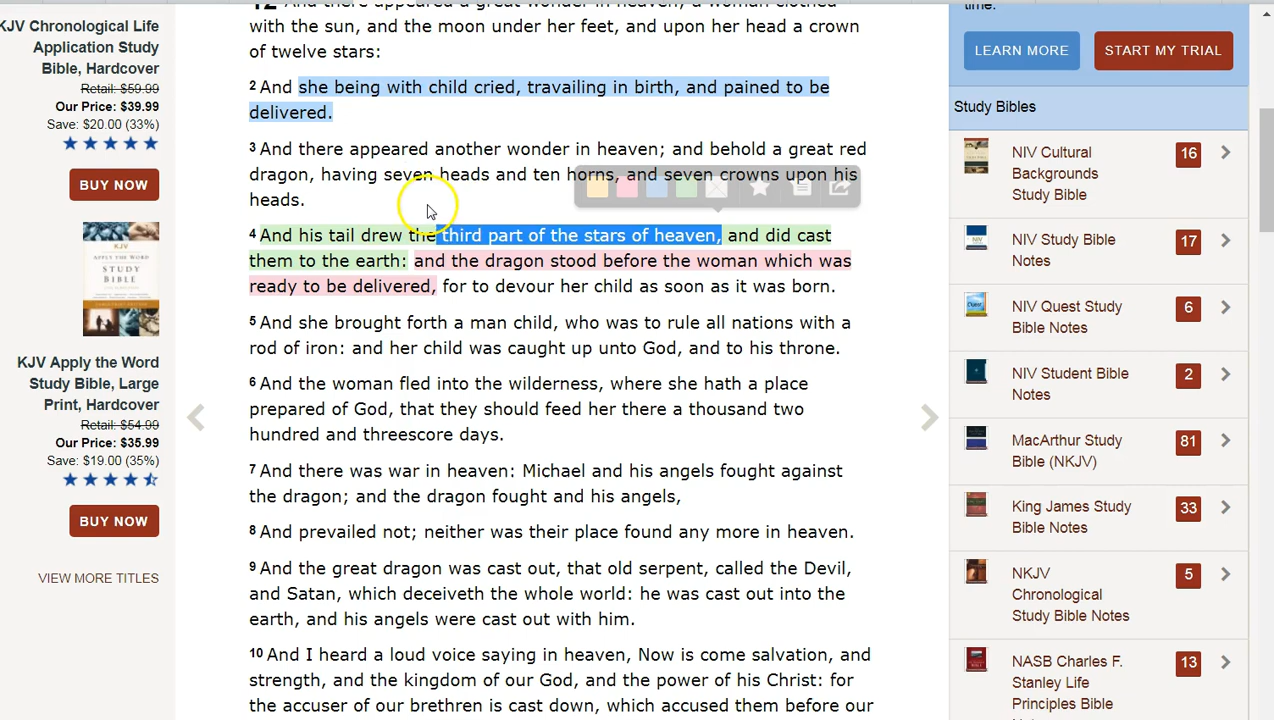 KJV Chronological Life
Application Study
Bible, Hardcover
Retail: $59.99
Our Price: $39.99
Save: $20.00 (33%)
BUY NOW
KJV Apply the Word
Study Bible, Large
Print, Hardcover
Retail: $54.99
Our Price: $35.99
Save: $19.00 (35%)
BUY NOW
VIEW MORE TITLES
12 And there appeared a great wonder in heaven; a woman clothed
with the sun, and the moon under her feet, and upon her head a crown
of twelve stars:
2 And she being with child cried, travailing in birth, and pained to be
delivered.
3 And there appeared another wonder in heaven; and behold a great red
dragon, having seven heads and ten horns, and seven crowns upon his
heads.
4 And his tail drew the third part of the stars of heaven, and did cast
them to the earth: and the dragon stood before the woman which was
ready to be delivered, for to devour her child as soon as it was born.
5 And she brought forth a man child, who was to rule all nations with a
rod of iron: and her child was caught up unto God, and to his throne.
6 And the woman fled into the wilderness, where she hath a place
prepared of God, that they should feed her there a thousand two
hundred and threescore days.
7 And there was war in heaven: Michael and his angels fought against
the dragon; and the dragon fought and his angels,
8 And prevailed not; neither was their place found any more in heaven.
9 And the great dragon was cast out, that old serpent, called the Devil,
and Satan, which deceiveth the whole world: he was cast out into the
earth, and his angels were cast out with him.
10 And I heard a loud voice saying in heaven, Now is come salvation, and
strength, and the kingdom of our God, and the power of his Christ: for
the accuser of our brethren is cast down, which accused them before our
time.
LEARN MORE
START MY TRIAL
Study Bibles
NIV Cultural
Backgrounds
Study Bible
16
NIV Study Bible
Notes
17
NIV Quest Study
Bible Notes
6
NIV Student Bible
Notes
2
MacArthur Study
Bible (NKJV)
81
King James Study
Bible Notes
33
NKJV
Chronological
Study Bible Notes
5
NASB Charles F.
Stanley Life
Principles Bible
13